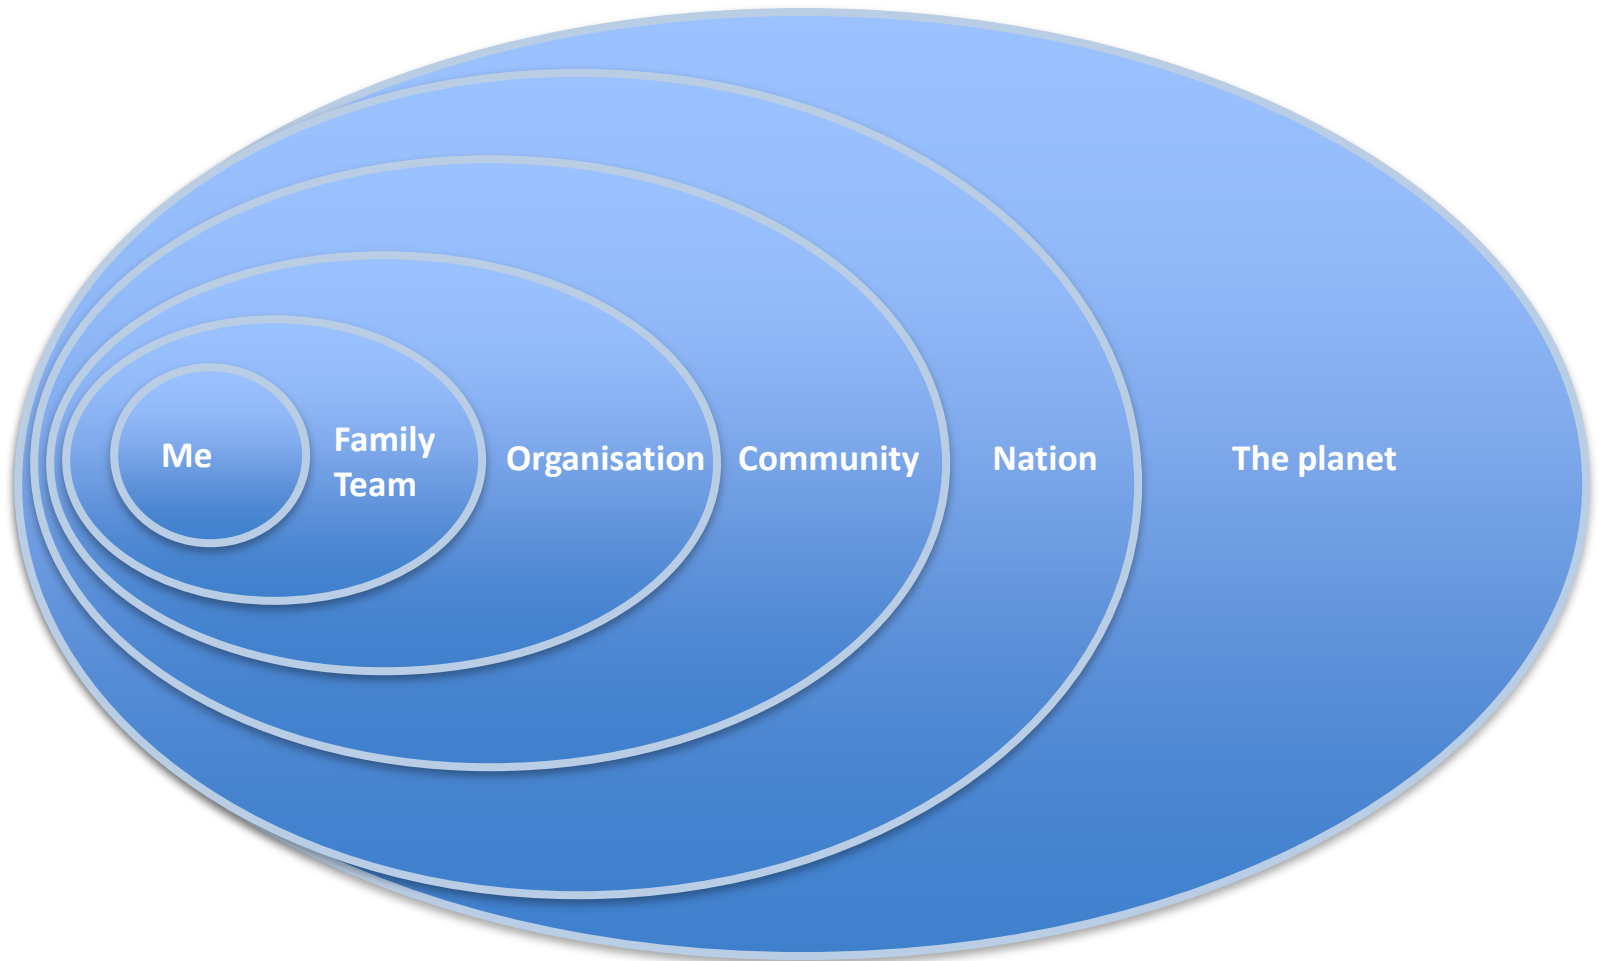 Me
Family
Team
Organisation
Community
Nation
The planet